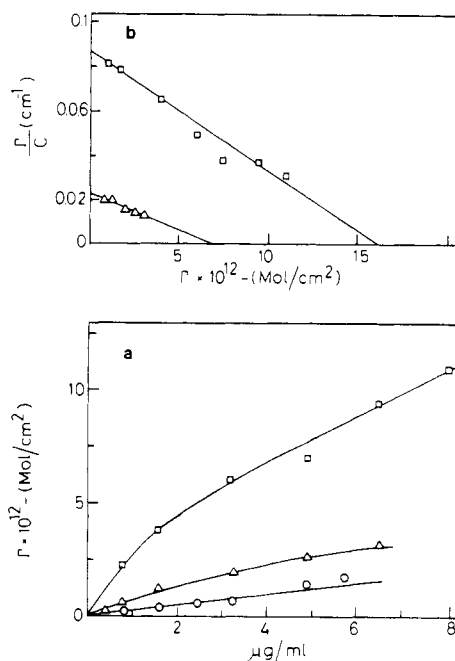 0.1
b
0.06
0.02
0
Γ/C (cm⁻¹)
5
10
15
Γ × 10¹² - (Mol/cm²)
a
10
5
0
Γ × 10¹² - (Mol/cm²)
2
4
6
8
μg/ml